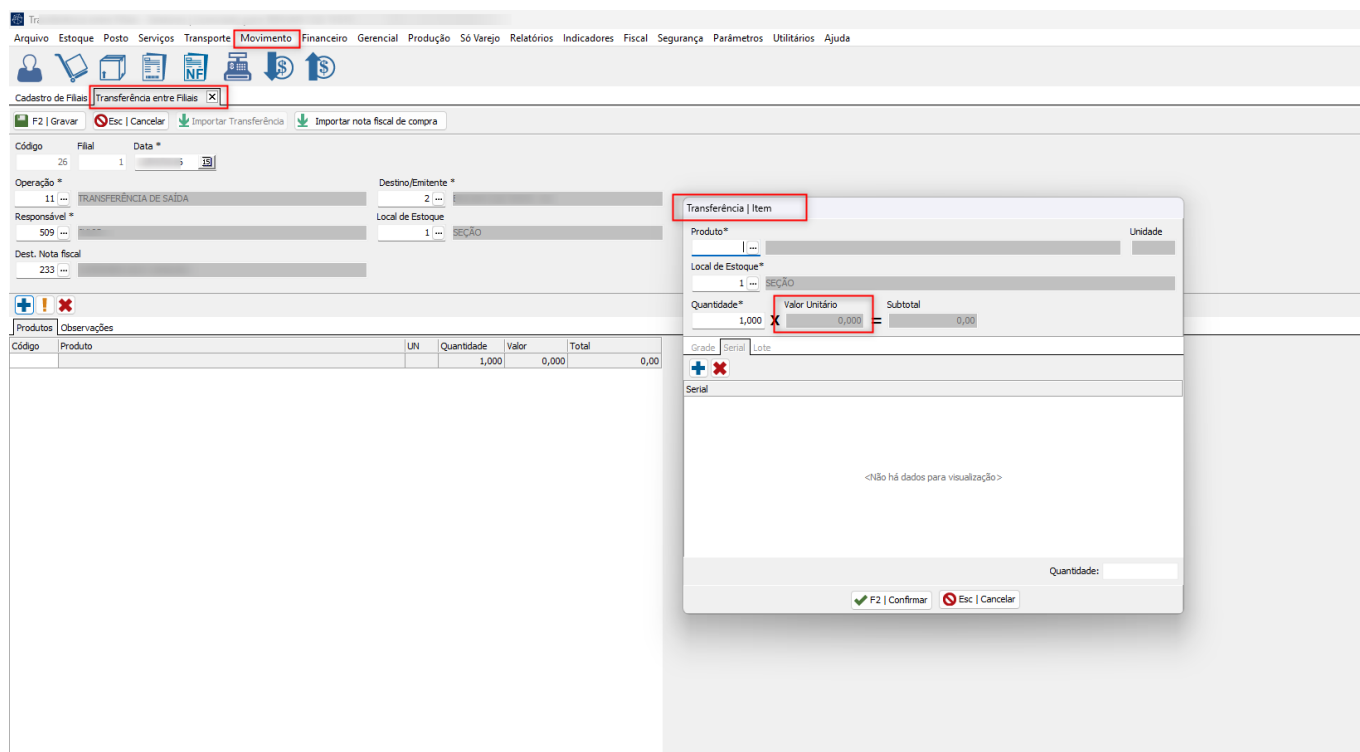 Arquivo Estoque Posto Serviços Transporte Movimento Financeiro Gerencial Produção Só Varejo Relatórios Indicadores Fiscal Segurança Parâmetros Utilitários Ajuda
NF
Cadastro de Filiais Transferência entre Filiais X
F2 | Gravar Esc | Cancelar Importar Transferência Importar nota fiscal de compra
Código Filial Data *
26 1 15
Operação * Destino/Emitente *
11 ... TRANSFERÊNCIA DE SAÍDA 2 ...
Responsável * Local de Estoque
509 ... 1 ... SEÇÃO
Dest. Nota fiscal
233 ...
Produtos Observações
Código Produto UN Quantidade Valor Total
1,000 0,000 0,00
Transferência | Item
Produto* Unidade
...
Local de Estoque*
1 ... SEÇÃO
Quantidade* Valor Unitário Subtotal
1,000 X 0,000 = 0,00
Grade Serial Lote
Serial
<Não há dados para visualização>
Quantidade:
F2 | Confirmar Esc | Cancelar